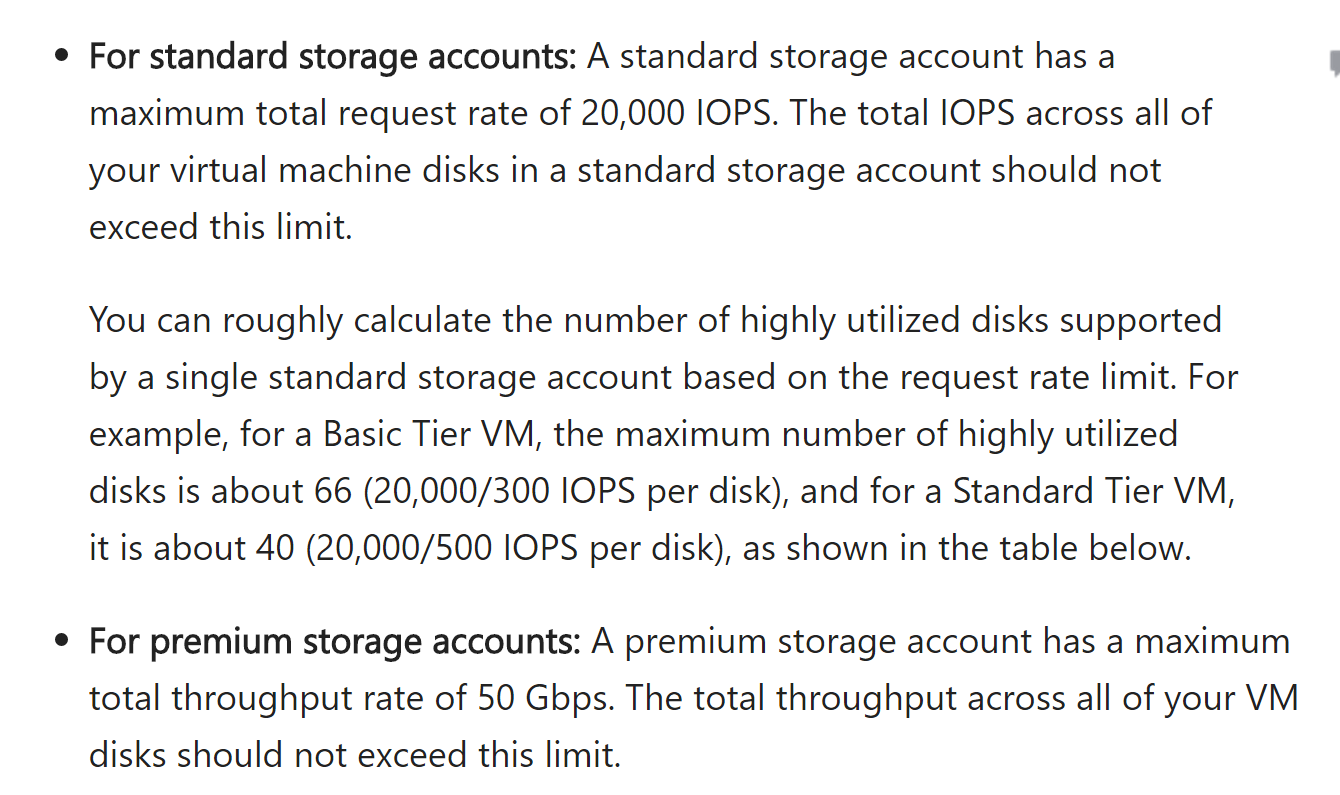 • For standard storage accounts: A standard storage account has a
maximum total request rate of 20,000 IOPS. The total IOPS across all of
your virtual machine disks in a standard storage account should not
exceed this limit.
You can roughly calculate the number of highly utilized disks supported
by a single standard storage account based on the request rate limit. For
example, for a Basic Tier VM, the maximum number of highly utilized
disks is about 66 (20,000/300 IOPS per disk), and for a Standard Tier VM,
it is about 40 (20,000/500 IOPS per disk), as shown in the table below.
• For premium storage accounts: A premium storage account has a maximum
total throughput rate of 50 Gbps. The total throughput across all of your VM
disks should not exceed this limit.